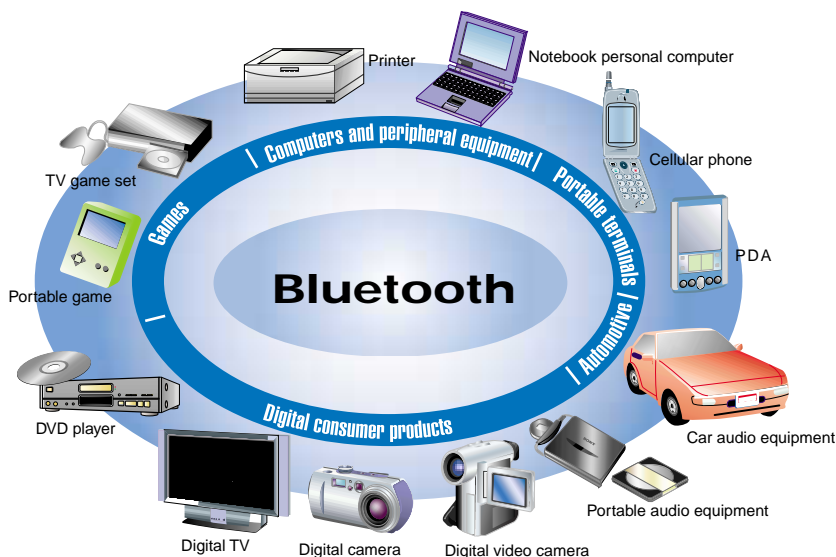 Printer
Notebook personal computer
TV game set
Computers and peripheral equipment
Cellular phone
Games
Portable terminals
PDA
Portable game
Bluetooth
Automotive
DVD player
Digital consumer products
SONY
Car audio equipment
Portable audio equipment
Digital TV
Digital camera
Digital video camera